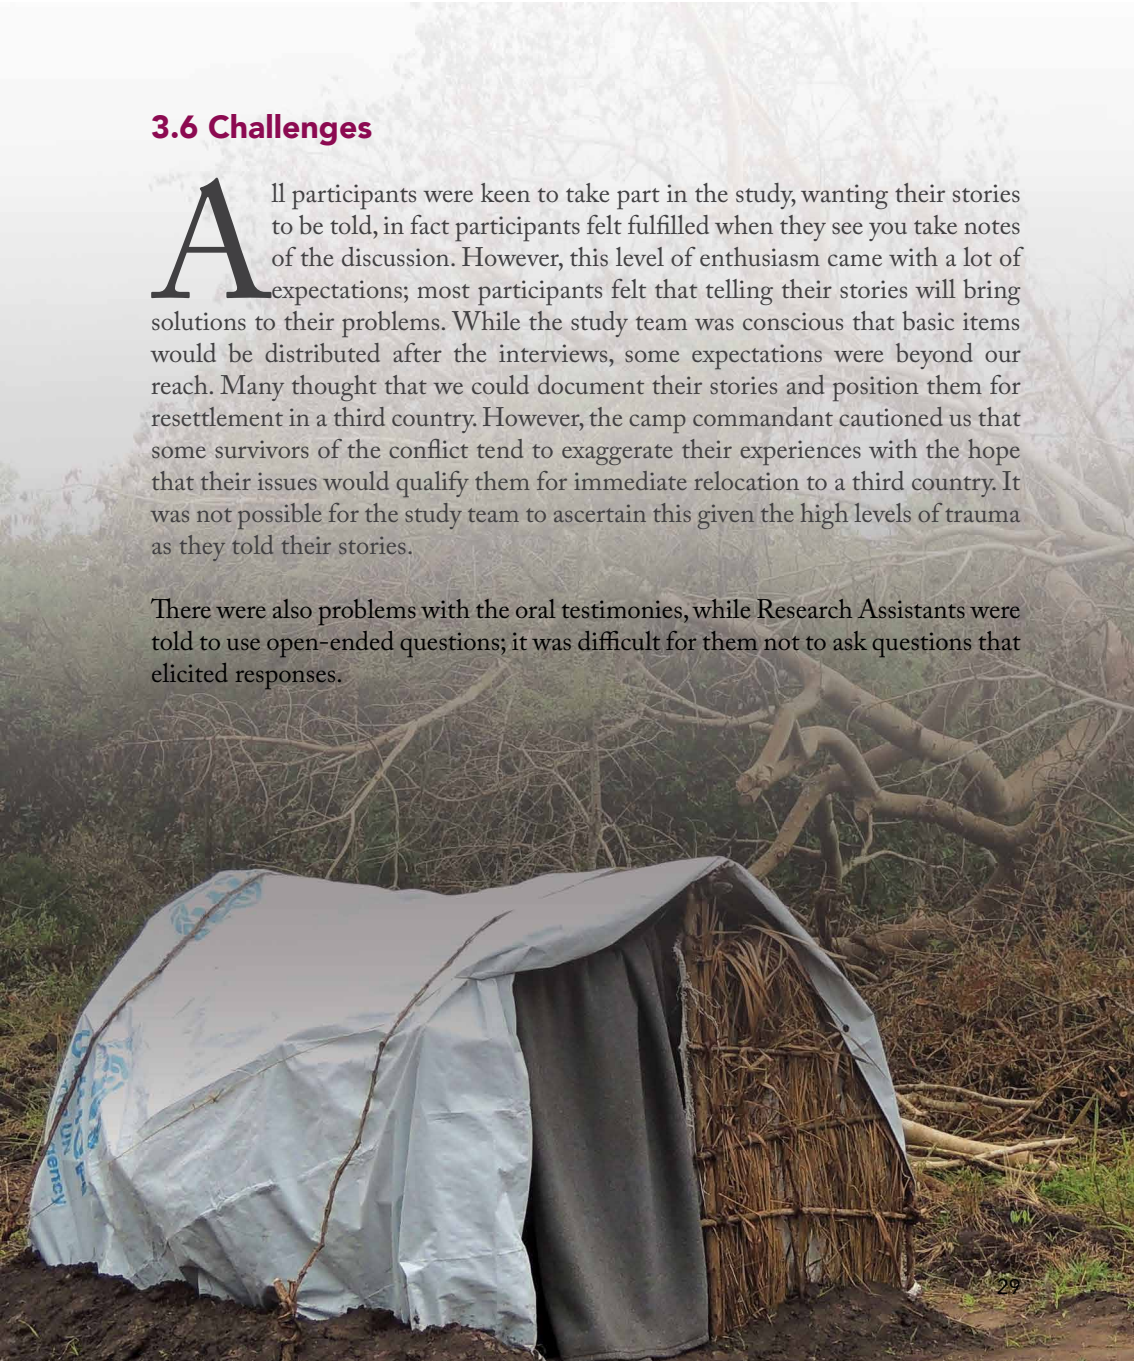 3.6 Challenges
All participants were keen to take part in the study, wanting their stories
to be told, in fact participants felt fulfilled when they see you take notes
of the discussion. However, this level of enthusiasm came with a lot of
expectations; most participants felt that telling their stories will bring
solutions to their problems. While the study team was conscious that basic items
would be distributed after the interviews, some expectations were beyond our
reach. Many thought that we could document their stories and position them for
resettlement in a third country. However, the camp commandant cautioned us that
some survivors of the conflict tend to exaggerate their experiences with the hope
that their issues would qualify them for immediate relocation to a third country. It
was not possible for the study team to ascertain this given the high levels of trauma
as they told their stories.
There were also problems with the oral testimonies, while Research Assistants were
told to use open-ended questions; it was difficult for them not to ask questions that
elicited responses.
29